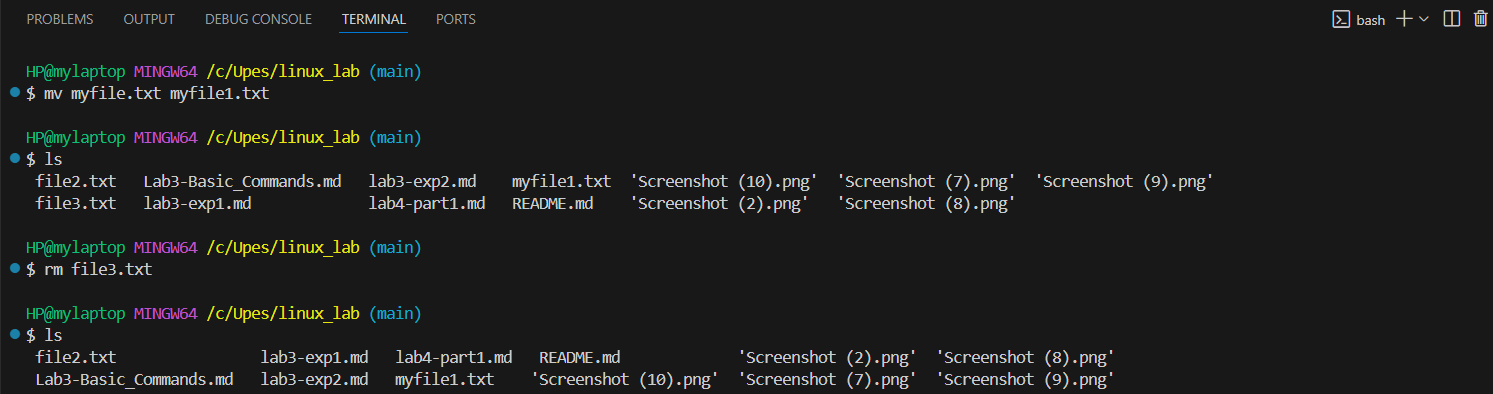 PROBLEMS OUTPUT DEBUG CONSOLE TERMINAL PORTS bash
HP@mylaptop MINGW64 /c/Upes/linux_lab (main)
$ mv myfile.txt myfile1.txt
HP@mylaptop MINGW64 /c/Upes/linux_lab (main)
$ ls
file2.txt Lab3-Basic_Commands.md lab3-exp2.md myfile1.txt 'Screenshot (10).png' 'Screenshot (7).png' 'Screenshot (9).png'
file3.txt lab3-exp1.md lab4-part1.md README.md 'Screenshot (2).png' 'Screenshot (8).png'
HP@mylaptop MINGW64 /c/Upes/linux_lab (main)
$ rm file3.txt
HP@mylaptop MINGW64 /c/Upes/linux_lab (main)
$ ls
file2.txt lab3-exp1.md lab4-part1.md README.md 'Screenshot (2).png' 'Screenshot (8).png'
Lab3-Basic_Commands.md lab3-exp2.md myfile1.txt 'Screenshot (10).png' 'Screenshot (7).png' 'Screenshot (9).png'